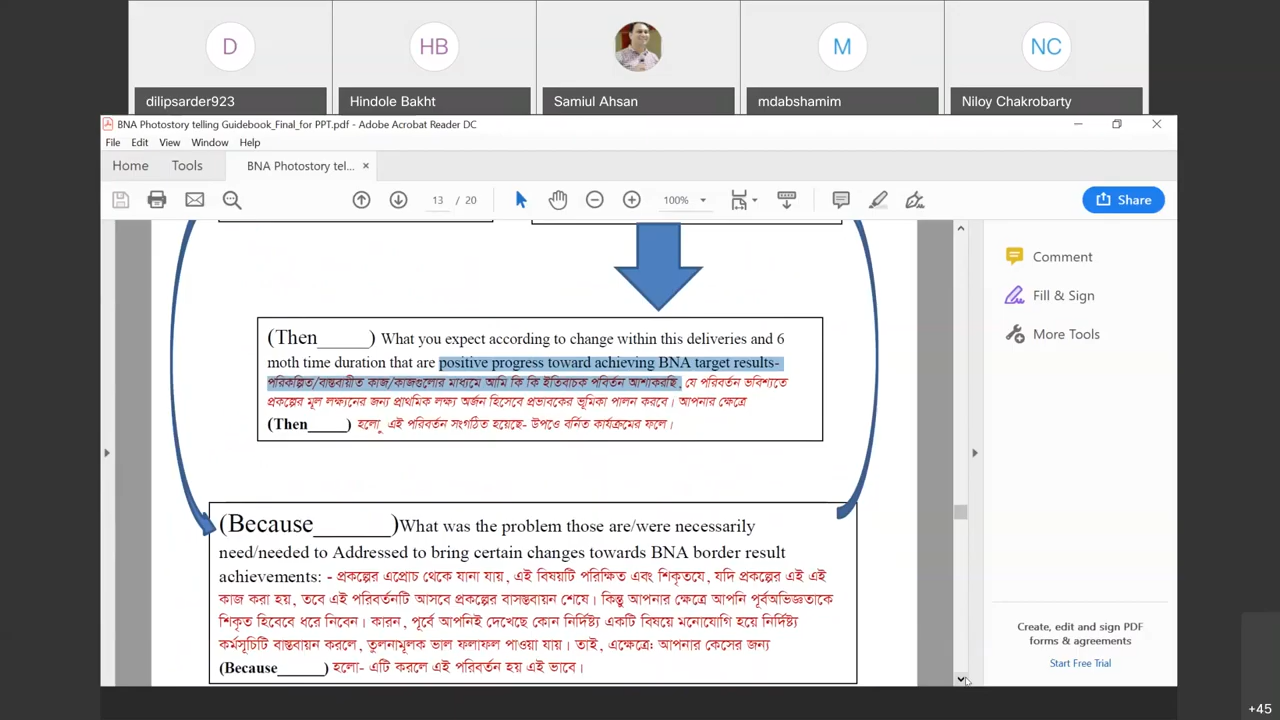 D
HB
M
NC
dilipsarder923
Hindole Bakht
Samiul Ahsan
mdabshamim
Niloy Chakrobarty
BNA Photostory telling Guidebook_Final_for PPT.pdf - Adobe Acrobat Reader DC
File Edit View Window Help
Home Tools BNA Photostory tel... ×
13 / 20 100% Share
Comment
Fill & Sign
More Tools
(Then______) What you expect according to change within this deliveries and 6
moth time duration that are positive progress toward achieving BNA target results-
পরিকল্পিত/বাস্তবায়ীত কাজ/কাজগুলোর মাধ্যমে আমি কি কি ইতিবাচক পবির্তন আশাকরছি, যে পরিবর্তন ভবিশ্যতে
প্রকল্পের মূল লক্ষ্যনের জন্য প্রাথমিক লক্ষ্য অর্জন হিসেবে প্রভাবকের ভূমিকা পালন করবে। আপনার ক্ষেত্রে
(Then_____) হলো, এই পরিবর্তন সংগঠিত হয়েছে- উপওে বর্নিত কার্যক্রমের ফলে।
(Because_______)What was the problem those are/were necessarily
need/needed to Addressed to bring certain changes towards BNA border result
achievements: - প্রকল্পের এপ্রোচ থেকে যানা যায়, এই বিষয়টি পরিক্ষিত এবং শিকৃতযে, যদি প্রকল্পের এই এই
কাজ করা হয়, তবে এই পরিবর্তনটি আসবে প্রকল্পের বাসত্মবায়ন শেষে। কিন্তু আপনার ক্ষেত্রে আপনি পূর্বঅভিজ্ঞতাকে
শিকৃত হিবেবে ধরে নিবেন। কারন, পূর্বে আপনিই দেখেছে কোন নির্দিষ্ট্য একটি বিষয়ে মনোযোগি হয়ে নির্দিষ্ট্য
কর্মসূচিটি বাস্তবায়ন করলে, তুলনামূলক ভাল ফলাফল পাওয়া যায়। তাই, এক্ষেত্রে: আপনার কেসের জন্য
(Because______) হলো- এটি করলে এই পরিবর্তন হয় এই ভাবে।
Create, edit and sign PDF
forms & agreements
Start Free Trial
+45